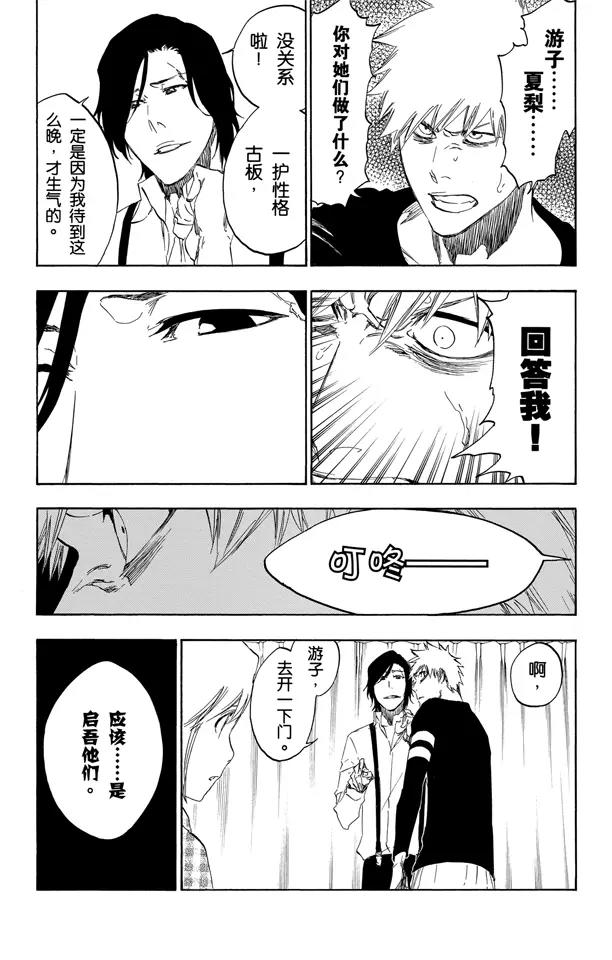 游子……
夏梨……
你对她们做了什么？
没关系
啦！
一护性格
古板，
一定是因为我待到这
么晚，才生气的。
回答我！
叮咚——
啊，
游子，
去开一下门。
应该……是
启吾他们。